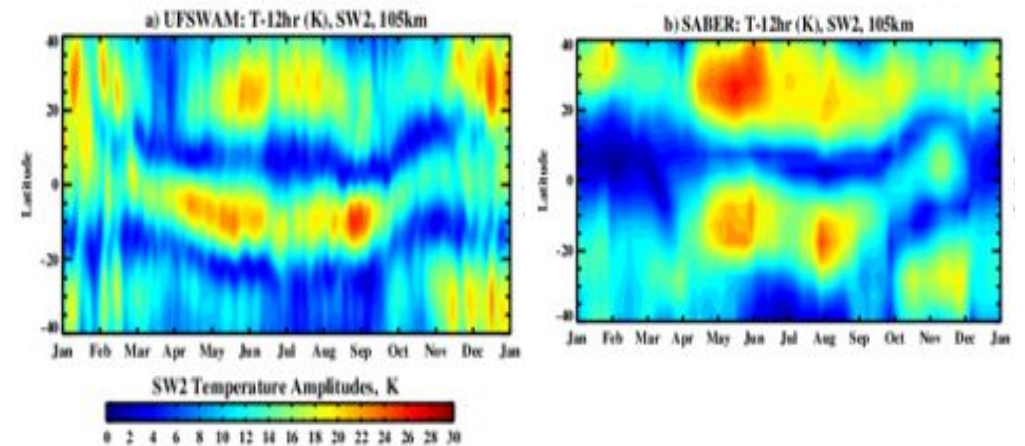 a) UFSWAM: T-12hr (K), SW2, 105km
40
20
0
-20
-40
Latitude
Jan Feb Mar Apr May Jun Jul Aug Sep Oct Nov Dec Jan
b) SABER: T-12hr (K), SW2, 105km
40
20
0
-20
-40
Latitude
Jan Feb Mar Apr May Jun Jul Aug Sep Oct Nov Dec Jan
SW2 Temperature Amplitudes, K
0 2 4 6 8 10 12 14 16 18 20 22 24 26 28 30